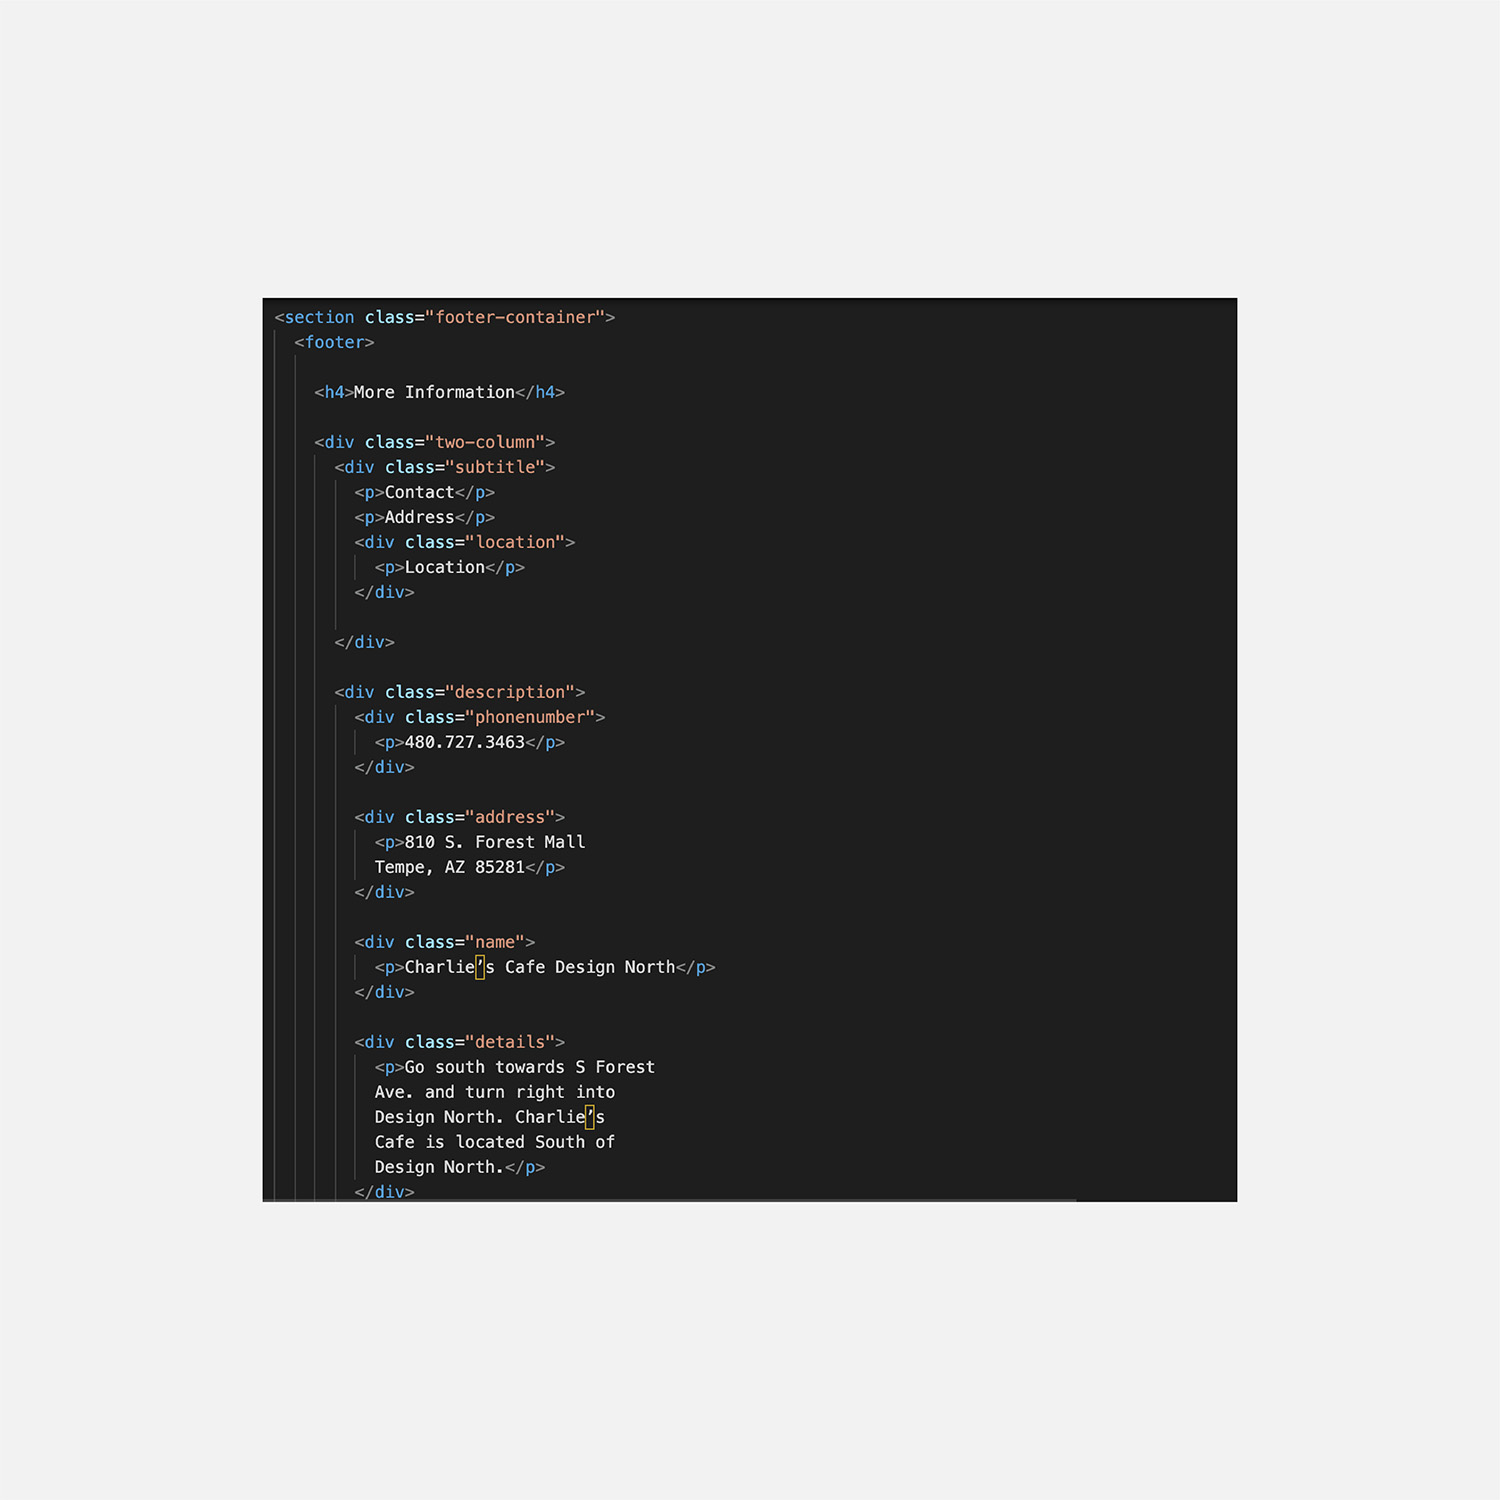 <section class="footer-container">
<footer>
<h4>More Information</h4>
<div class="two-column">
<div class="subtitle">
<p>Contact</p>
<p>Address</p>
<div class="location">
<p>Location</p>
</div>
</div>
<div class="description">
<div class="phonenumber">
<p>480.727.3463</p>
</div>
<div class="address">
<p>810 S. Forest Mall
Tempe, AZ 85281</p>
</div>
<div class="name">
<p>Charlie’s Cafe Design North</p>
</div>
<div class="details">
<p>Go south towards S Forest
Ave. and turn right into
Design North. Charlie’s
Cafe is located South of
Design North.</p>
</div>